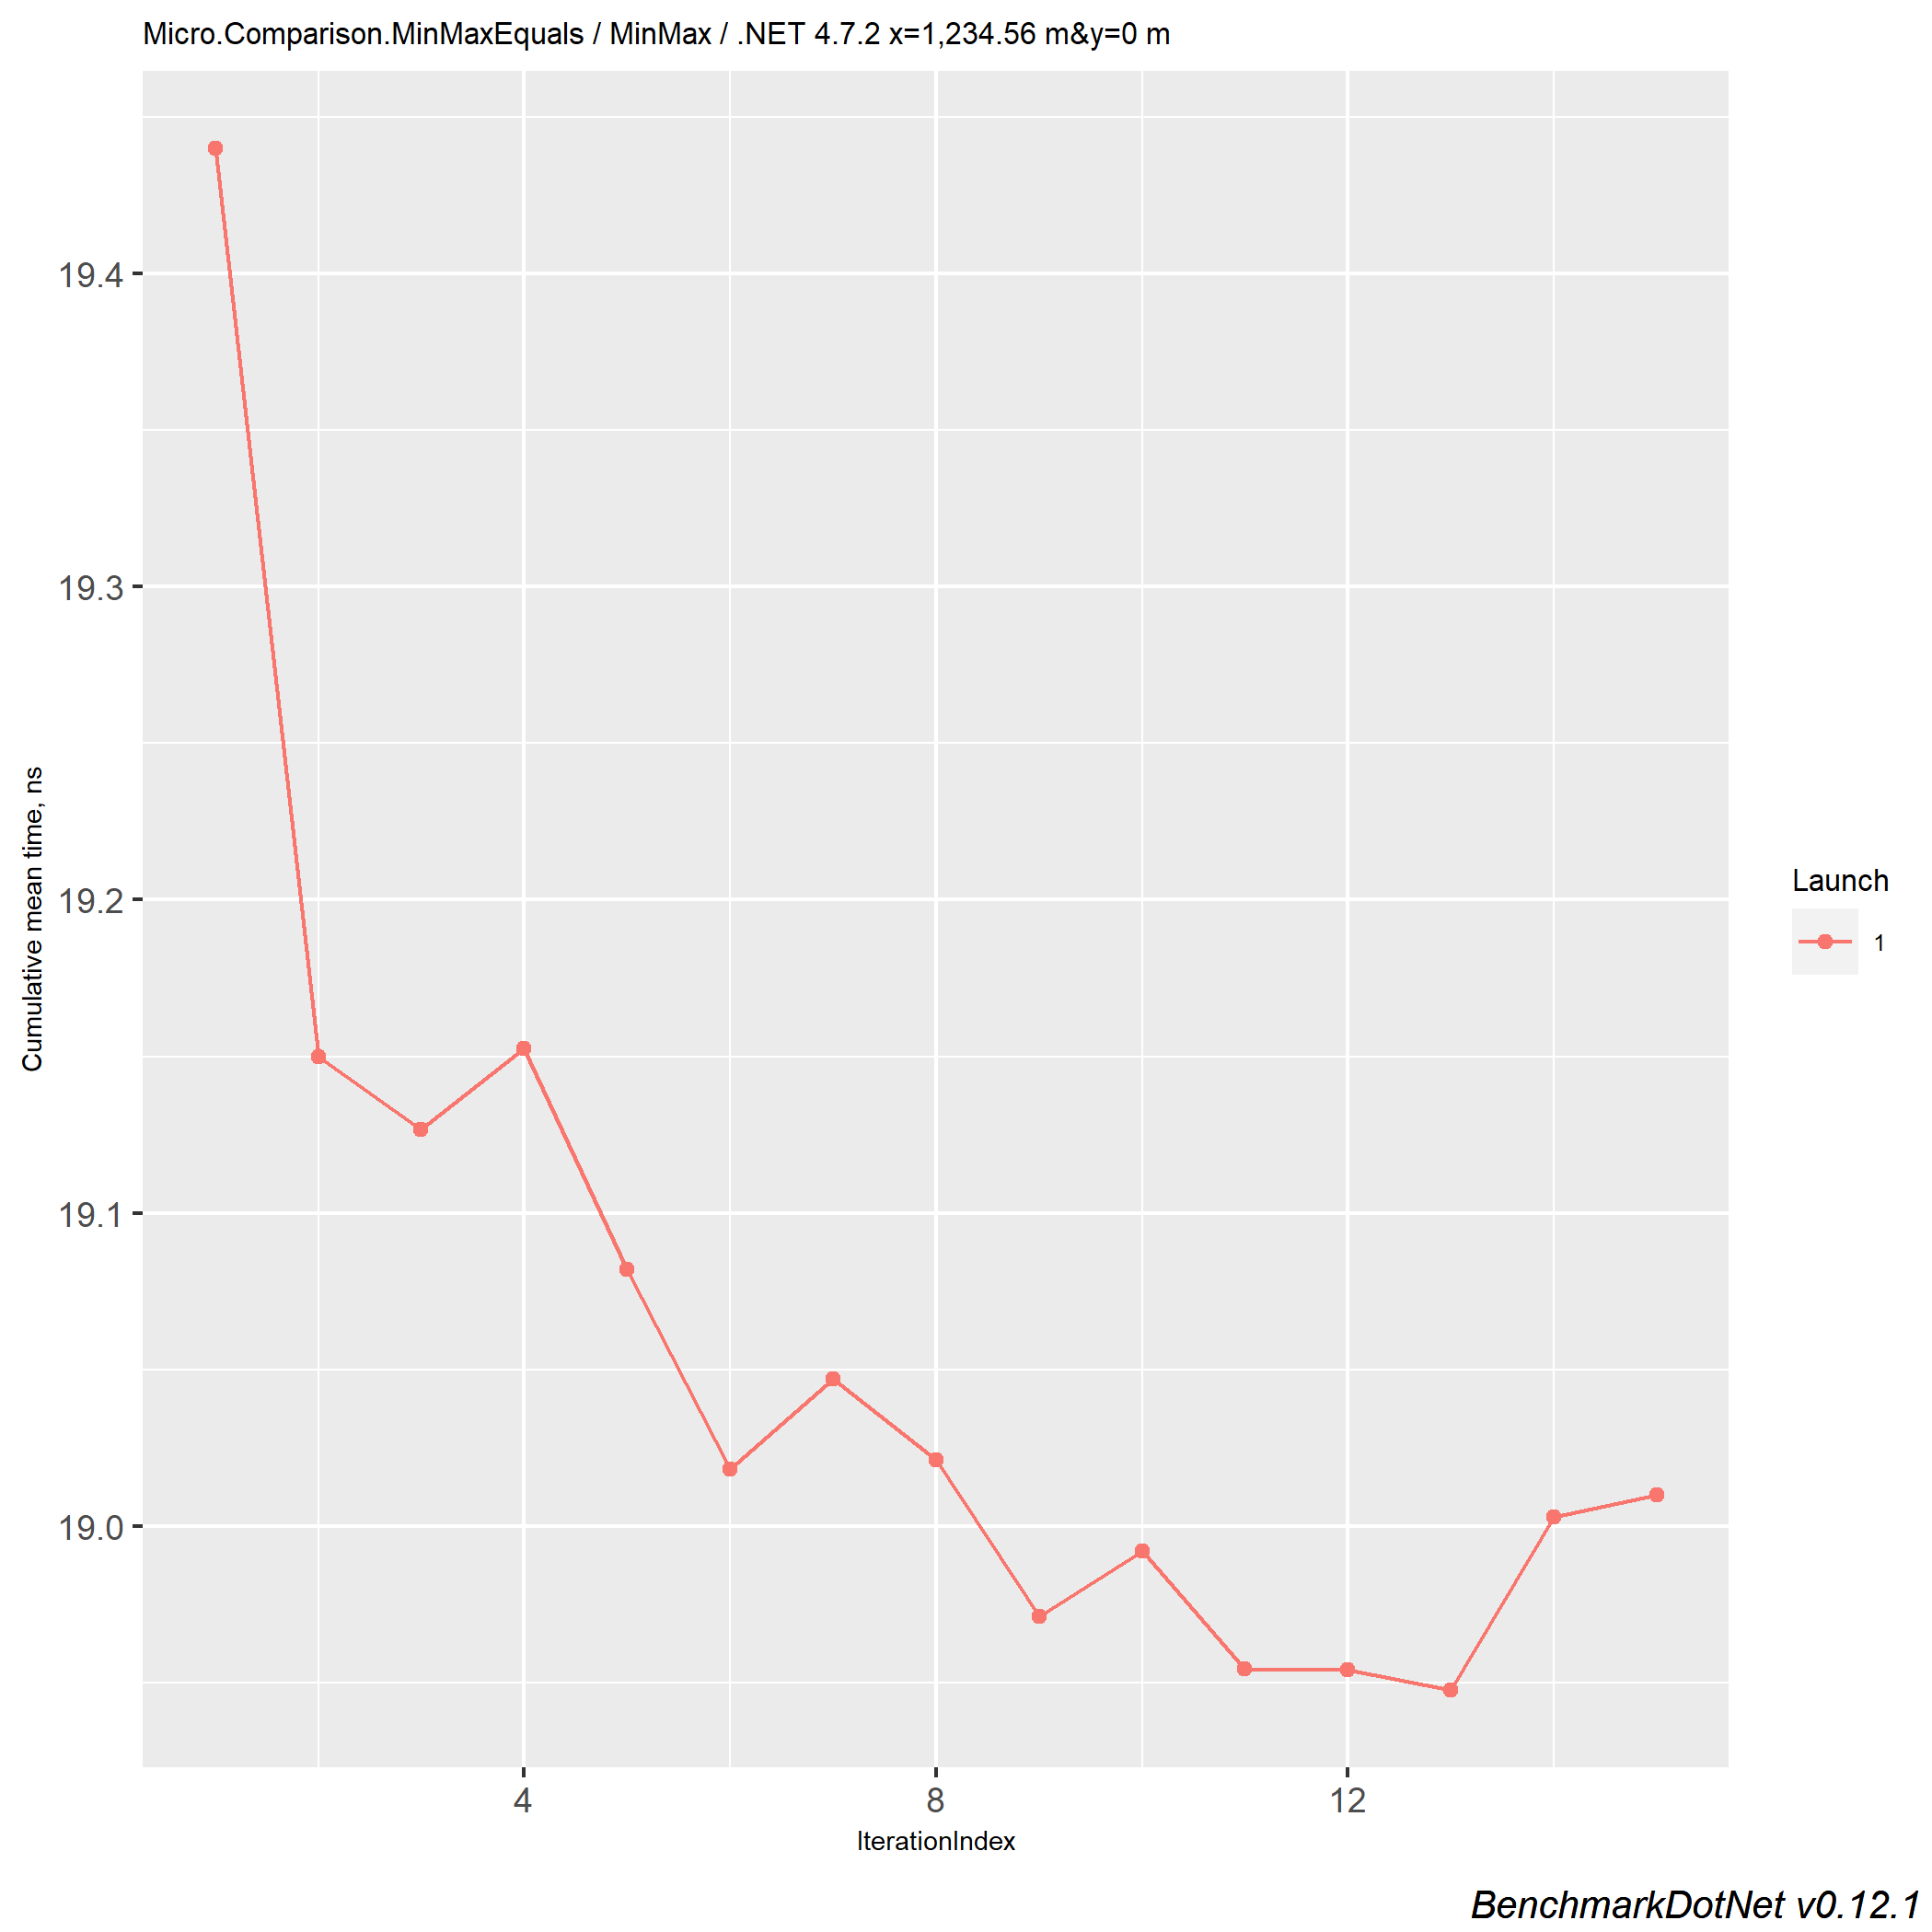 Micro.Comparison.MinMaxEquals / MinMax / .NET 4.7.2 x=1,234.56 m&y=0 m
19.4
19.3
19.2
19.1
19.0
Cumulative mean time, ns
4
8
12
IterationIndex
Launch
1
BenchmarkDotNet v0.12.1